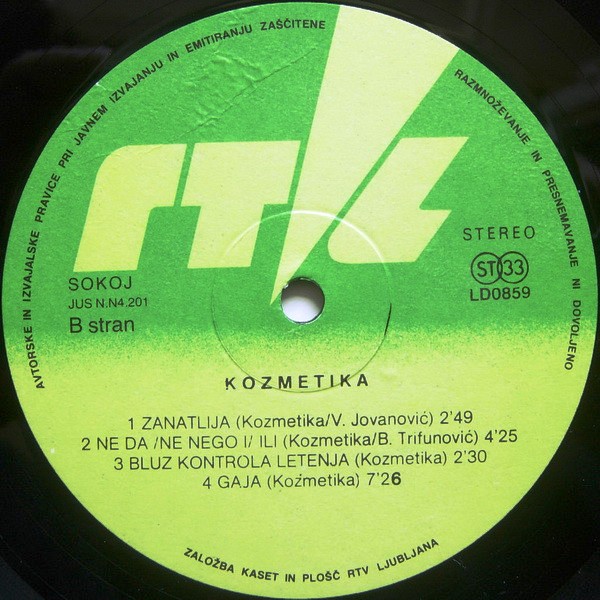 AVTORSKE IN IZVAJALSKE PRAVICE PRI JAVNEM IZVAJANJU IN EMITIRANJU ZAŠČITENE
RAZMNOŽEVANJE IN PRESNEMAVANJE NI DOVOLJENO
rtl
STEREO
SOKOJ
JUS N.N4.201
B stran
ST 33
LD0859
KOZMETIKA
1 ZANATLIJA (Kozmetika/V. Jovanović) 2'49
2 NE DA /NE NEGO I/ ILI (Kozmetika/B. Trifunović) 4'25
3 BLUZ KONTROLA LETENJA (Kozmetika) 2'30
4 GAJA (Kozmetika) 7'26
ZALOŽBA KASET IN PLOŠČ RTV LJUBLJANA